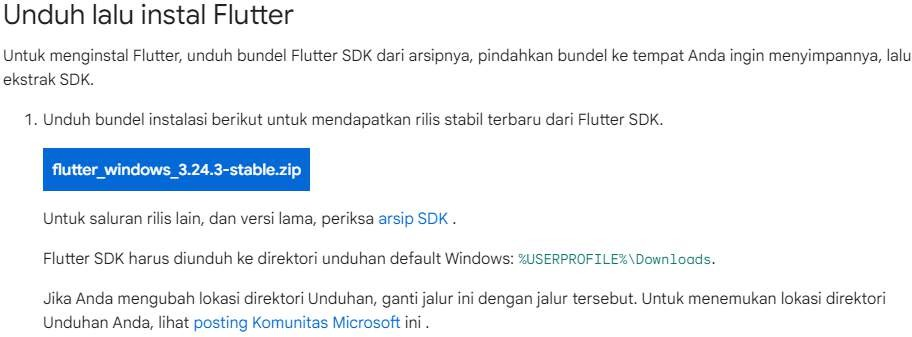 Unduh lalu instal Flutter
Untuk menginstal Flutter, unduh bundel Flutter SDK dari arsipnya, pindahkan bundel ke tempat Anda ingin menyimpannya, lalu
ekstrak SDK.
1. Unduh bundel instalasi berikut untuk mendapatkan rilis stabil terbaru dari Flutter SDK.
flutter_windows_3.24.3-stable.zip
Untuk saluran rilis lain, dan versi lama, periksa arsip SDK .
Flutter SDK harus diunduh ke direktori unduhan default Windows: %USERPROFILE%\Downloads.
Jika Anda mengubah lokasi direktori Unduhan, ganti jalur ini dengan jalur tersebut. Untuk menemukan lokasi direktori
Unduhan Anda, lihat posting Komunitas Microsoft ini .